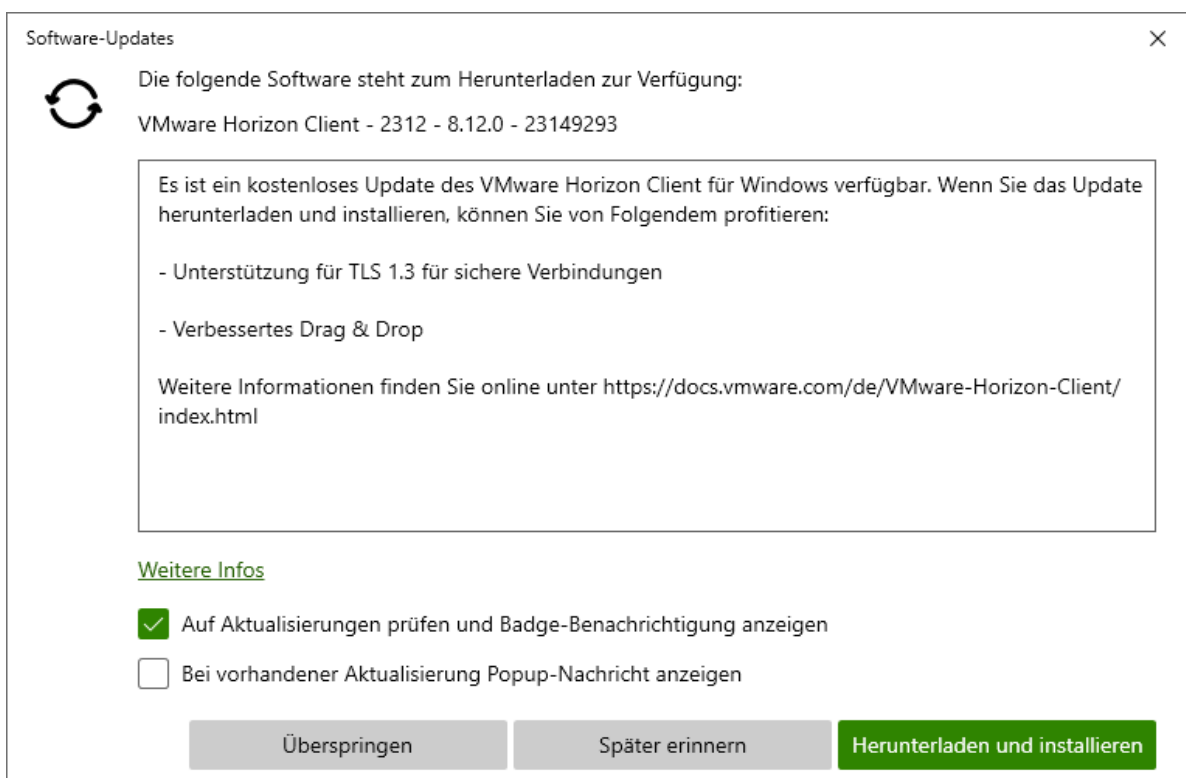 Software-Updates
Die folgende Software steht zum Herunterladen zur Verfügung:
VMware Horizon Client - 2312 - 8.12.0 - 23149293
Es ist ein kostenloses Update des VMware Horizon Client für Windows verfügbar. Wenn Sie das Update
herunterladen und installieren, können Sie von Folgendem profitieren:
- Unterstützung für TLS 1.3 für sichere Verbindungen
- Verbessertes Drag & Drop
Weitere Informationen finden Sie online unter https://docs.vmware.com/de/VMware-Horizon-Client/
index.html
Weitere Infos
Auf Aktualisierungen prüfen und Badge-Benachrichtigung anzeigen
Bei vorhandener Aktualisierung Popup-Nachricht anzeigen
Überspringen
Später erinnern
Herunterladen und installieren